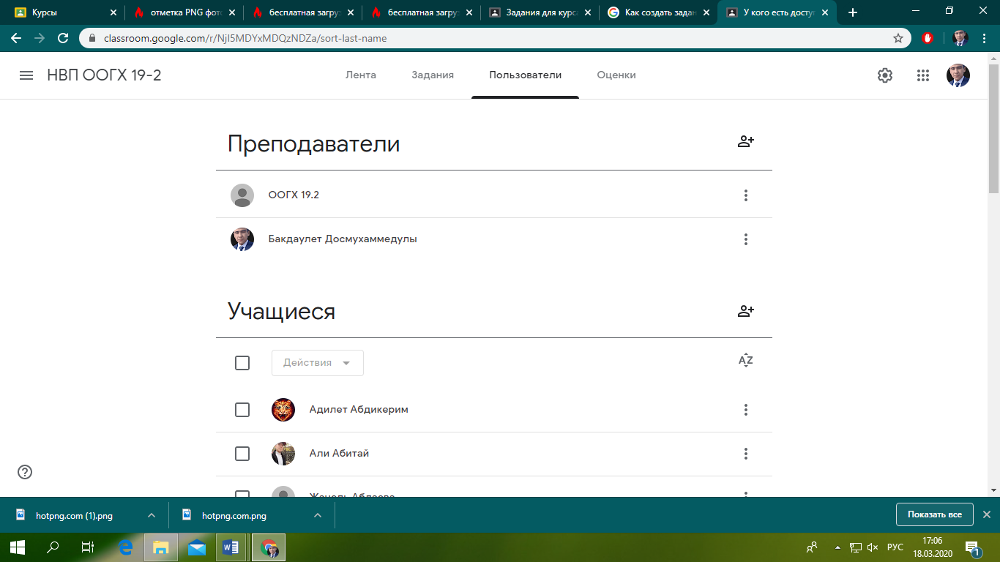 Курсы
отметка PNG фото
бесплатная загруз
бесплатная загруз
Задания для курса
Как создать задан
У кого есть доступ
classroom.google.com/r/NjI5MDYxMDQzNDZa/sort-last-name
НВП ООГХ 19-2
Лента
Задания
Пользователи
Оценки
Преподаватели
ООГХ 19.2
Бакдаулет Досмухаммедулы
Учащиеся
Действия
AZ
Адилет Абдикерим
Али Абитай
hotpng.com (1).png
hotpng.com.png
Показать все
РУС
17:06
18.03.2020
1